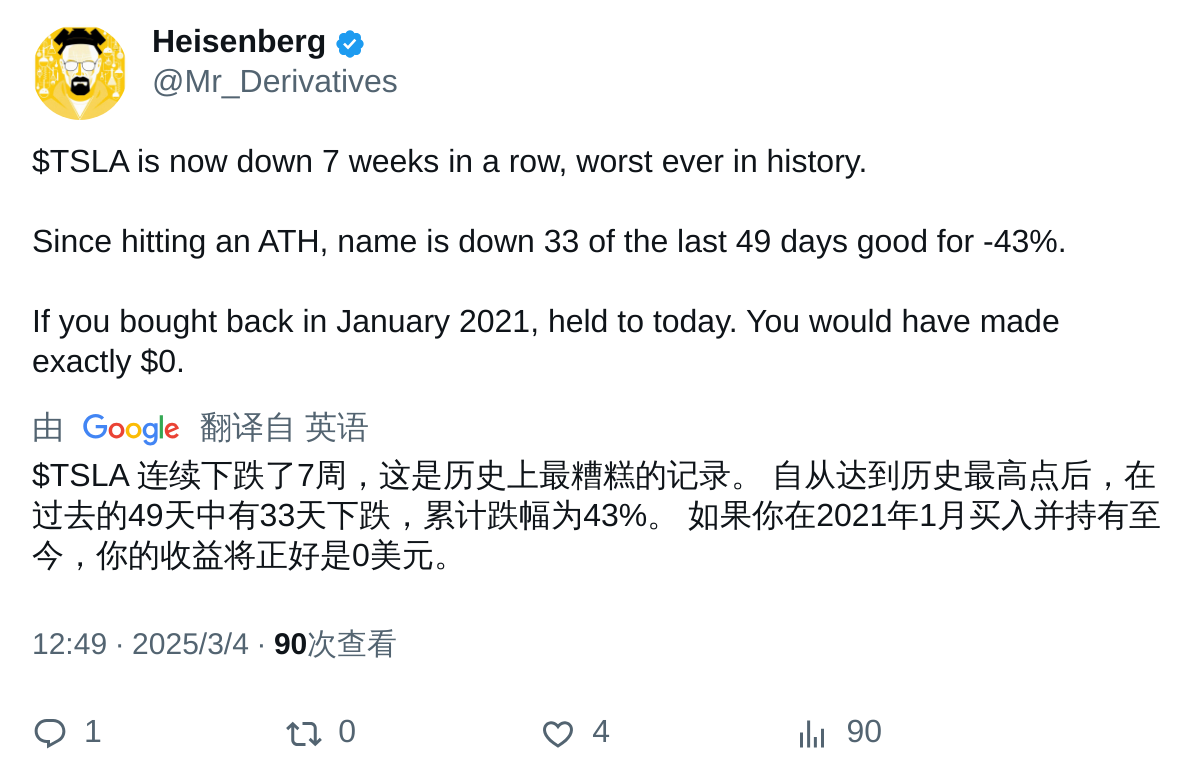 Heisenberg
@Mr_Derivatives
$TSLA is now down 7 weeks in a row, worst ever in history.
Since hitting an ATH, name is down 33 of the last 49 days good for -43%.
If you bought back in January 2021, held to today. You would have made
exactly $0.
由 Google 翻译自 英语
$TSLA 连续下跌了7周，这是历史上最糟糕的记录。 自从达到历史最高点后，在
过去的49天中有33天下跌，累计跌幅为43%。 如果你在2021年1月买入并持有至
今，你的收益将正好是0美元。
12:49 · 2025/3/4 · 90次查看
1 0 4 90